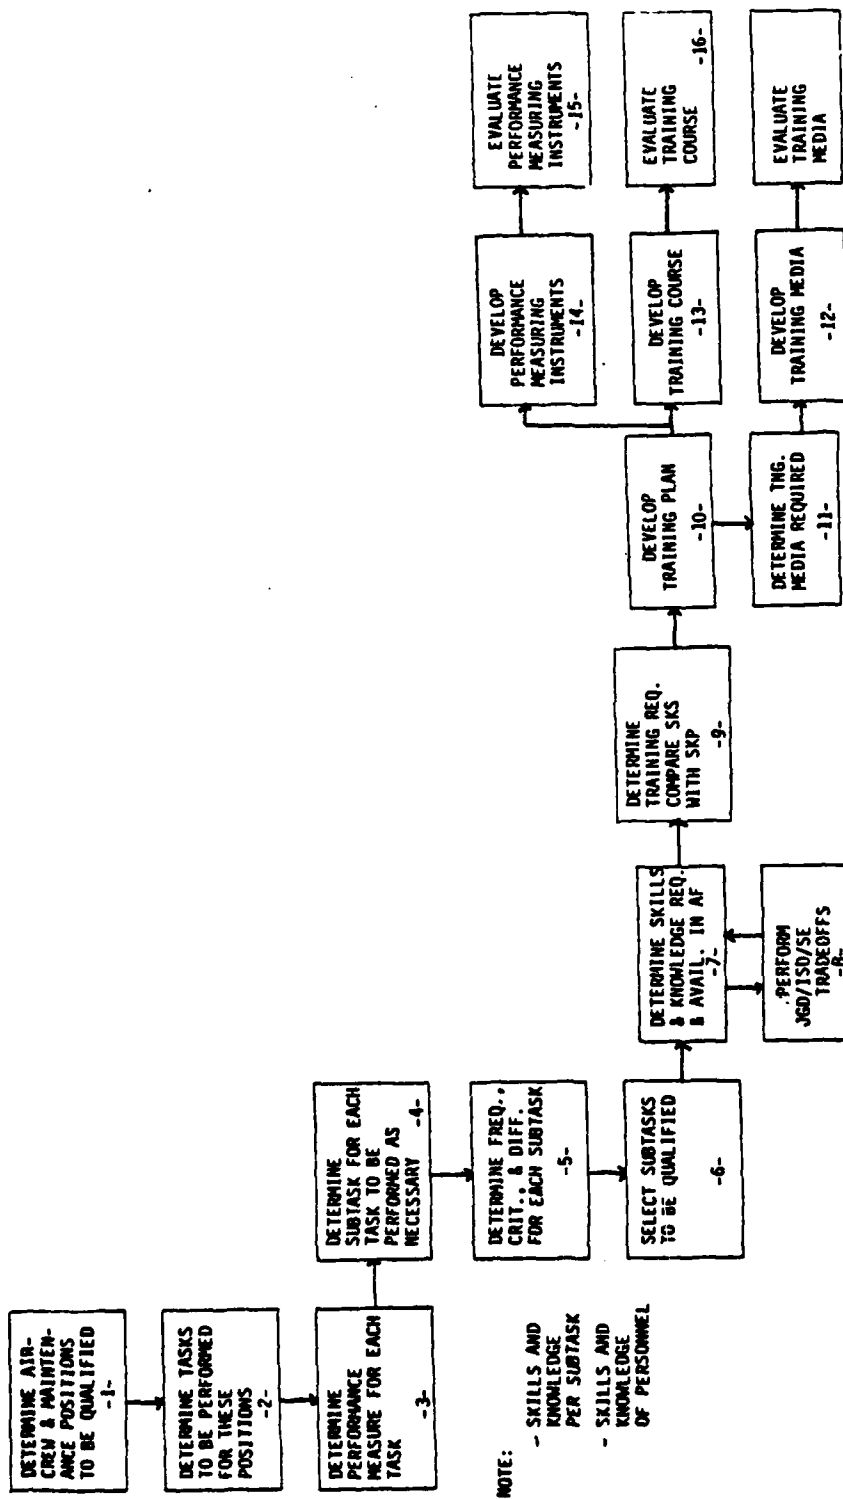 DETERMINE AIR-
CREW & MAINTEN-
ANCE POSITIONS
TO BE QUALIFIED
-1-
DETERMINE TASKS
TO BE PERFORMED
FOR THESE
POSITIONS
-2-
DETERMINE
PERFORMANCE
MEASURE FOR EACH
TASK
-3-
DETERMINE
SUBTASK FOR EACH
TASK TO BE
PERFORMED AS
NECESSARY -4-
DETERMINE FREQ.,
CRIT., & DIFF.
FOR EACH SUBTASK
-5-
SELECT SUBTASKS
TO BE QUALIFIED
-6-
DETERMINE SKILLS
& KNOWLEDGE REQ.
& AVAIL. IN AF
-7-
PERFORM
JGD/ISD/SE
TRADEOFFS
-8-
DETERMINE
TRAINING REQ.
COMPARE SKS
WITH SKP
-9-
DEVELOP
TRAINING PLAN
-10-
DETERMINE TNG.
MEDIA REQUIRED
-11-
DEVELOP
TRAINING MEDIA
-12-
DEVELOP
TRAINING COURSE
-13-
DEVELOP
PERFORMANCE
MEASURING
INSTRUMENTS
-14-
EVALUATE
PERFORMANCE
MEASURING
INSTRUMENTS
-15-
EVALUATE
TRAINING
COURSE -16-
EVALUATE
TRAINING
MEDIA
NOTE:
- SKILLS AND
KNOWLEDGE
PER SUBTASK
- SKILLS AND
KNOWLEDGE
OF PERSONNEL